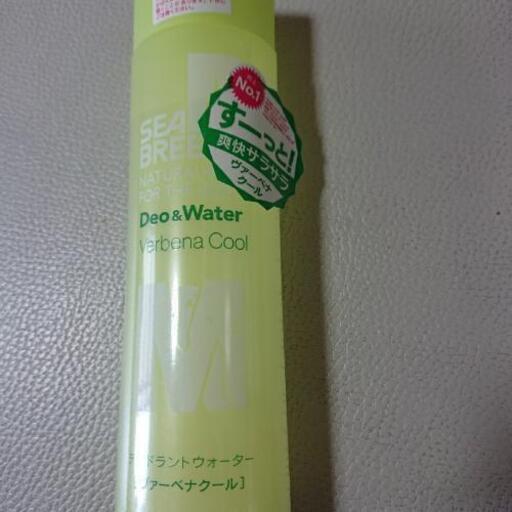 SEA
BREE
NATURAL
FOR THE
Deo&Water
Verbena Cool
No.1
すーっと!
爽快サラサラ
ヴァーベナ
クール
ドラントウォーター
ヴァーベナクール]